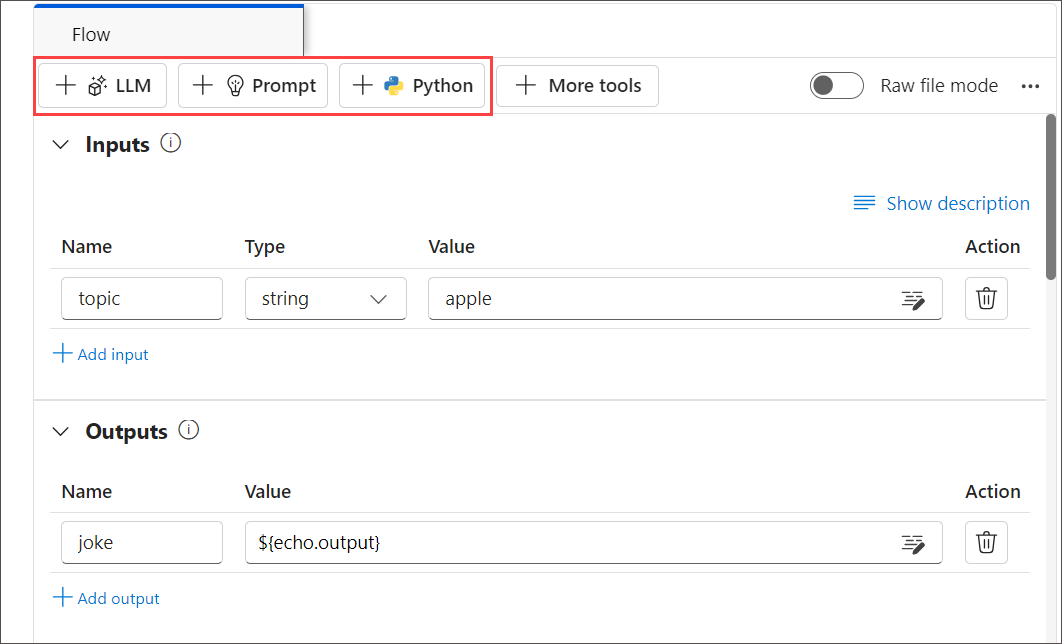 Flow
LLM Prompt Python More tools Raw file mode ...
Inputs
Show description
Name Type Value Action
topic string apple
Add input
Outputs
Name Value Action
joke ${echo.output}
Add output